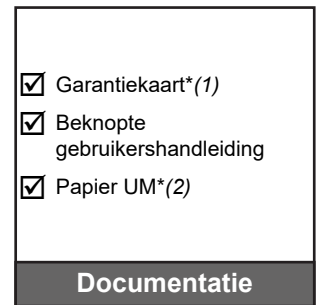 ☑ Garantiekaart*(1)
☑ Beknopte
gebruikershandleiding
☑ Papier UM*(2)
Documentatie